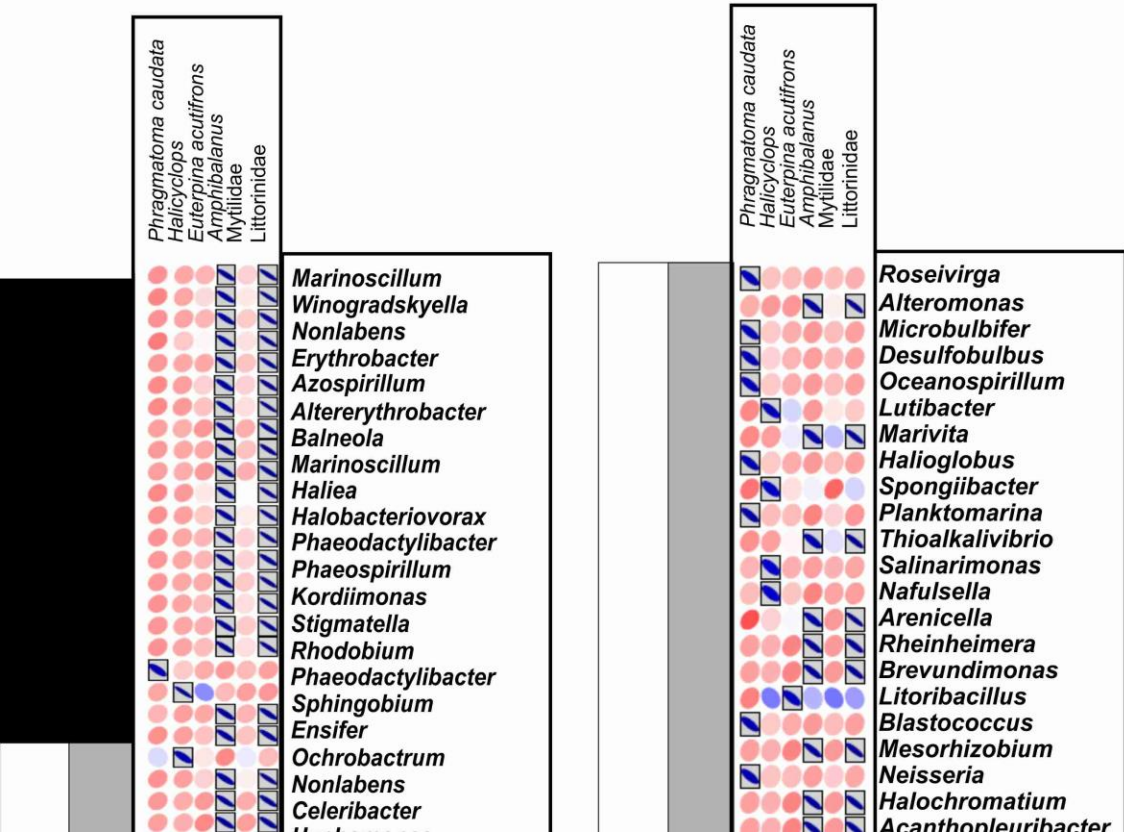 Phragmatoma caudata
Halicyclops
Euterpina acutifrons
Amphibalanus
Mytilidae
Littorinidae
Marinoscillum
Winogradskyella
Nonlabens
Erythrobacter
Azospirillum
Altererythrobacter
Balneola
Marinoscillum
Haliea
Halobacteriovorax
Phaeodactylibacter
Phaeospirillum
Kordiimonas
Stigmatella
Rhodobium
Phaeodactylibacter
Sphingobium
Ensifer
Ochrobactrum
Nonlabens
Celeribacter
Phragmatoma caudata
Halicyclops
Euterpina acutifrons
Amphibalanus
Mytilidae
Littorinidae
Roseivirga
Alteromonas
Microbulbifer
Desulfobulbus
Oceanospirillum
Lutibacter
Marivita
Halioglobus
Spongiibacter
Planktomarina
Thioalkalivibrio
Salinarimonas
Nafulsella
Arenicella
Rheinheimera
Brevundimonas
Litoribacillus
Blastococcus
Mesorhizobium
Neisseria
Halochromatium
Acanthopleuribacter